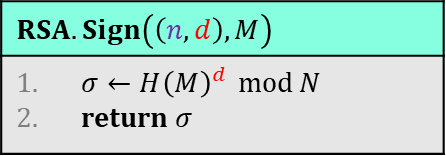 RSA.Sign((n, d), M)
1. σ ← H(M)^d mod N
2. return σ